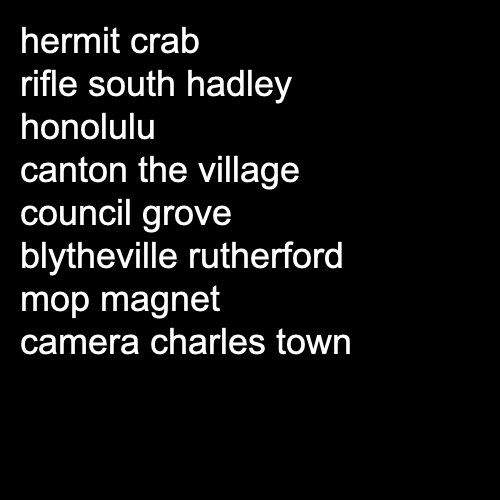 hermit crab
rifle south hadley
honolulu
canton the village
council grove
blytheville rutherford
mop magnet
camera charles town